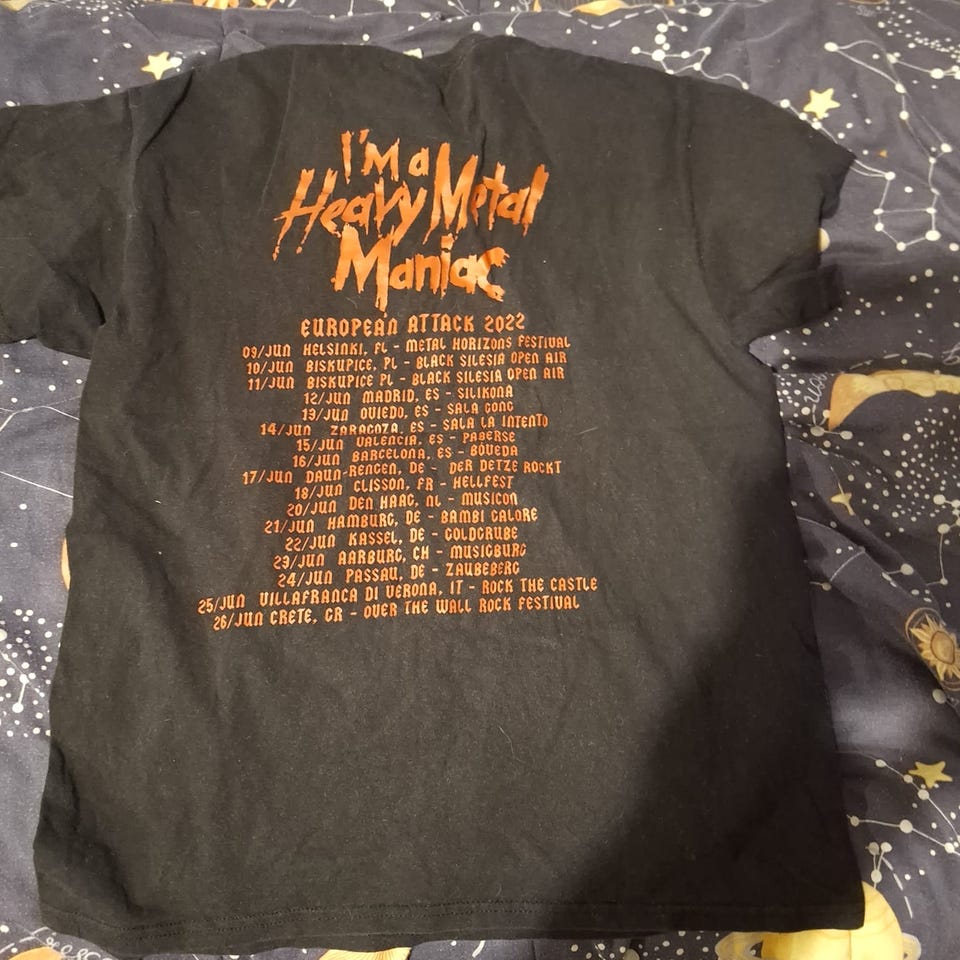 I'm a
Heavy Metal
Maniac
EUROPEAN ATTACK 2022
09/JUN HELSINKI, FL - METAL HORIZONS FESTIVAL
10/JUN BISKUPICE, PL - BLACK SILESIA OPEN AIR
11/JUN BISKUPICE PL - BLACK SILESIA OPEN AIR
12/JUN MADRID, ES - SILIKONA
13/JUN OVIEDO, ES - SALA GONG
14/JUN ZARAGOZA, ES - SALA LA INTENTO
15/JUN VALENCIA, ES - PABERSE
16/JUN BARCELONA, ES - BÓVEDA
17/JUN DAUN-RENGEN, DE - DER DETZE ROCKT
18/JUN CLISSON, FR - HELLFEST
20/JUN DEN HAAG, NL - MUSICON
21/JUN HAMBURG, DE - BAMBI GALORE
22/JUN KASSEL, DE - GOLDGRUBE
23/JUN AARBURG, CH - MUSIGBURG
24/JUN PASSAU, DE - ZAUBEBERG
25/JUN VILLAFRANCA DI VERONA, IT - ROCK THE CASTLE
26/JUN CRETE, GR - OVER THE WALL ROCK FESTIVAL